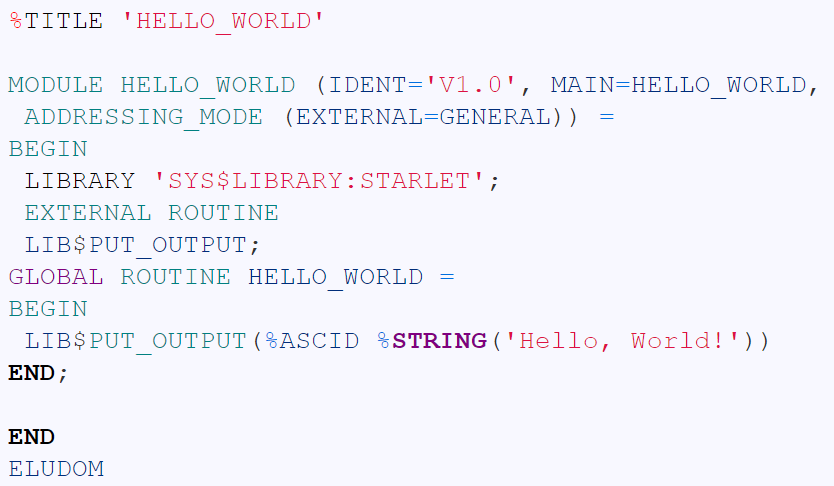 %TITLE 'HELLO_WORLD'
MODULE HELLO_WORLD (IDENT='V1.0', MAIN=HELLO_WORLD,
ADDRESSING_MODE (EXTERNAL=GENERAL)) =
BEGIN
LIBRARY 'SYS$LIBRARY:STARLET';
EXTERNAL ROUTINE
LIB$PUT_OUTPUT;
GLOBAL ROUTINE HELLO_WORLD =
BEGIN
LIB$PUT_OUTPUT(%ASCID %STRING('Hello, World!'))
END;
END
ELUDOM